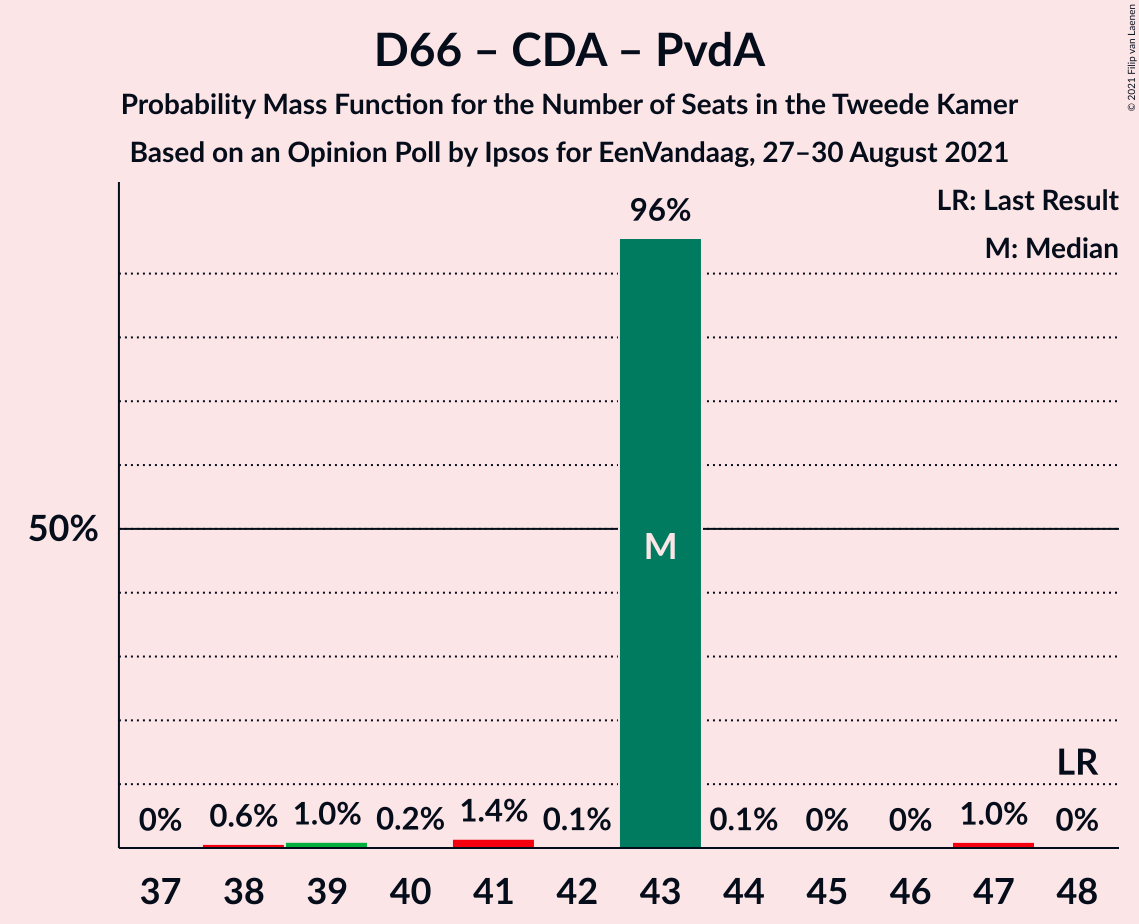 D66 – CDA – PvdA
Probability Mass Function for the Number of Seats in the Tweede Kamer
Based on an Opinion Poll by Ipsos for EenVandaag, 27–30 August 2021
© 2021 Filip van Laenen
LR: Last Result
M: Median
96%
50%
M
LR
0% 0.6% 1.0% 0.2% 1.4% 0.1% 0.1% 0% 0% 1.0% 0%
37 38 39 40 41 42 43 44 45 46 47 48